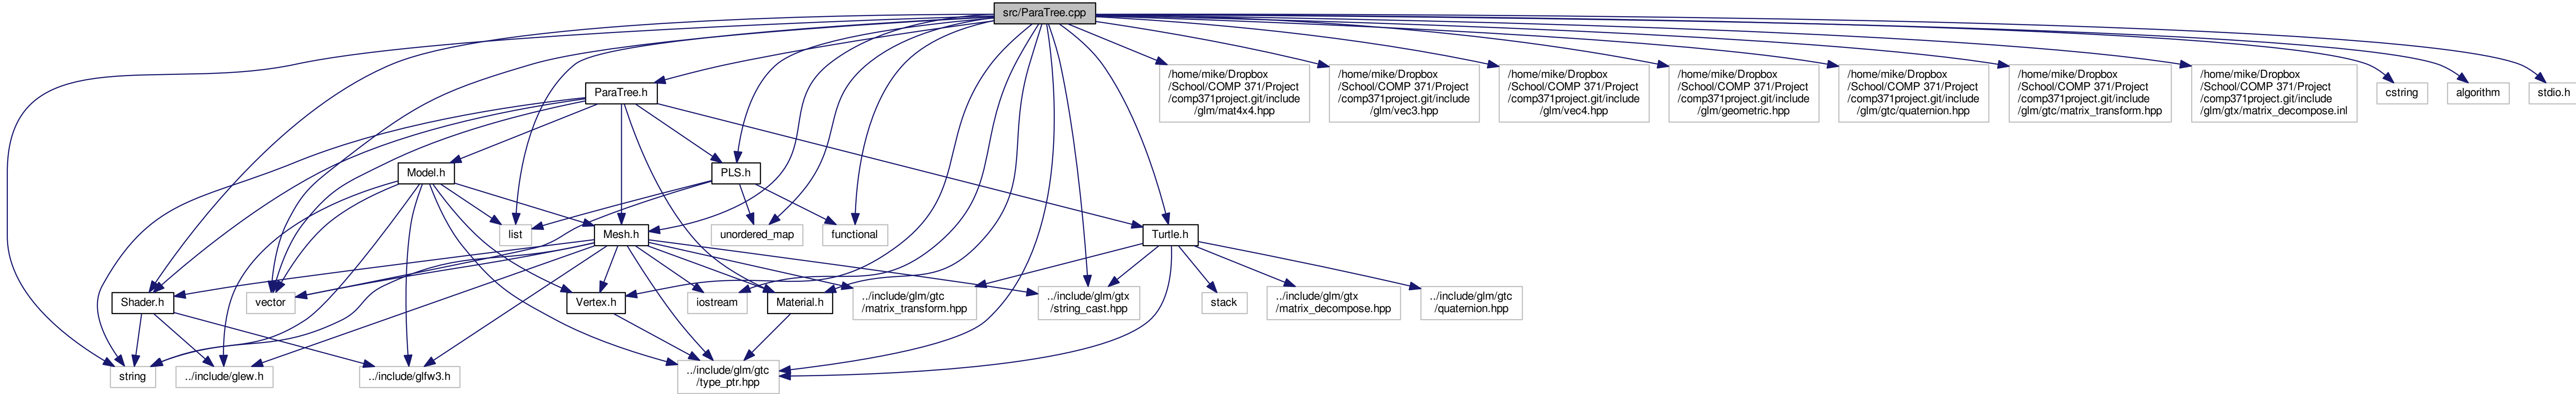 src/ParaTree.cpp
ParaTree.h
/home/mike/Dropbox
/School/COMP 371/Project
/comp371project.git/include
/glm/mat4x4.hpp
/home/mike/Dropbox
/School/COMP 371/Project
/comp371project.git/include
/glm/vec3.hpp
/home/mike/Dropbox
/School/COMP 371/Project
/comp371project.git/include
/glm/vec4.hpp
/home/mike/Dropbox
/School/COMP 371/Project
/comp371project.git/include
/glm/geometric.hpp
/home/mike/Dropbox
/School/COMP 371/Project
/comp371project.git/include
/glm/gtc/quaternion.hpp
/home/mike/Dropbox
/School/COMP 371/Project
/comp371project.git/include
/glm/gtc/matrix_transform.hpp
/home/mike/Dropbox
/School/COMP 371/Project
/comp371project.git/include
/glm/gtx/matrix_decompose.inl
cstring
algorithm
stdio.h
Model.h
PLS.h
list
Mesh.h
unordered_map
functional
Turtle.h
Shader.h
vector
Vertex.h
iostream
Material.h
../include/glm/gtc
/matrix_transform.hpp
../include/glm/gtx
/string_cast.hpp
stack
../include/glm/gtx
/matrix_decompose.hpp
../include/glm/gtc
/quaternion.hpp
string
../include/glew.h
../include/glfw3.h
../include/glm/gtc
/type_ptr.hpp